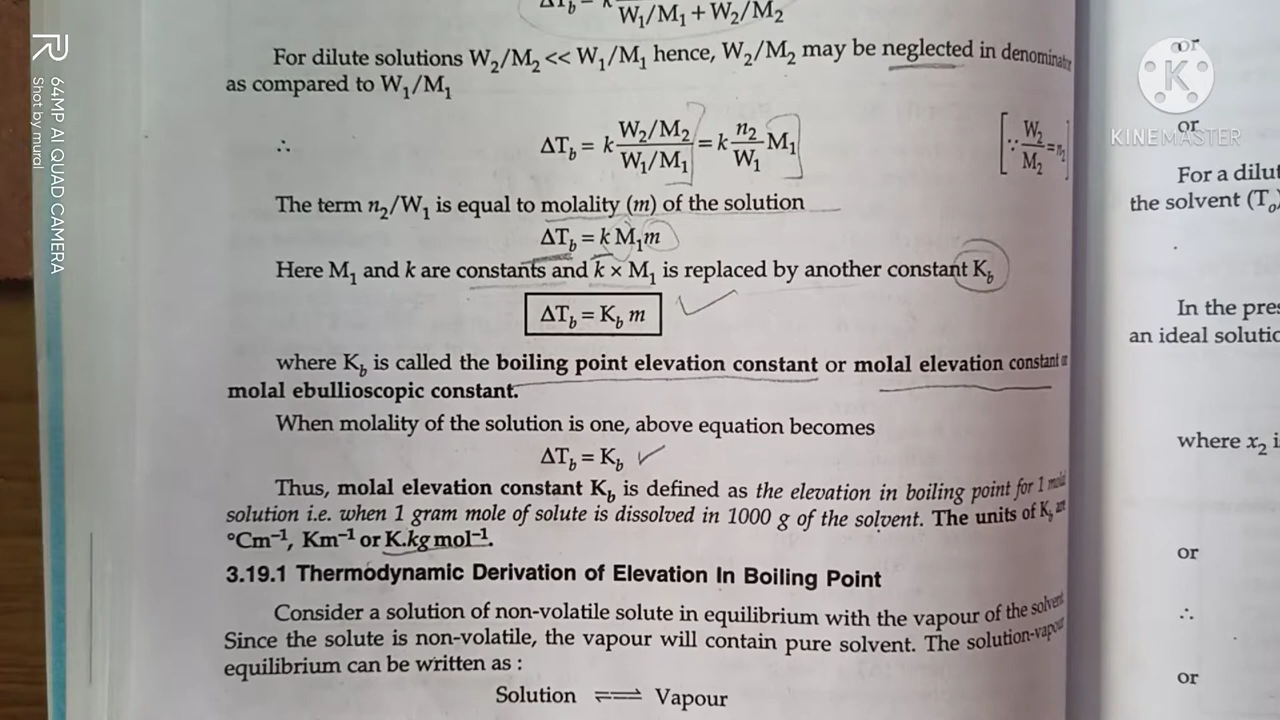 ΔT_b = k W₁/M₁ + W₂/M₂
For dilute solutions W₂/M₂ << W₁/M₁ hence, W₂/M₂ may be neglected in denominator
as compared to W₁/M₁
∴ ΔT_b = k (W₂/M₂)/(W₁/M₁) = k n₂/W₁ M₁ [∵ W₂/M₂ = n₂]
The term n₂/W₁ is equal to molality (m) of the solution
ΔT_b = k M₁m
Here M₁ and k are constants and k × M₁ is replaced by another constant K_b
ΔT_b = K_b m
where K_b is called the boiling point elevation constant or molal elevation constant or
molal ebullioscopic constant.
When molality of the solution is one, above equation becomes
ΔT_b = K_b
Thus, molal elevation constant K_b is defined as the elevation in boiling point for 1 molal
solution i.e. when 1 gram mole of solute is dissolved in 1000 g of the solvent. The units of K_b are
°Cm⁻¹, Km⁻¹ or K.kg mol⁻¹.
3.19.1 Thermodynamic Derivation of Elevation In Boiling Point
Consider a solution of non-volatile solute in equilibrium with the vapour of the solvent.
Since the solute is non-volatile, the vapour will contain pure solvent. The solution-vapour
equilibrium can be written as :
Solution ⇌ Vapour
or
or
For a dilut
the solvent (T₀)
In the pres
an ideal solutio
where x₂ i
or
∴
or
K
KINEMASTER
R
64MP AI QUAD CAMERA
Shot by mural